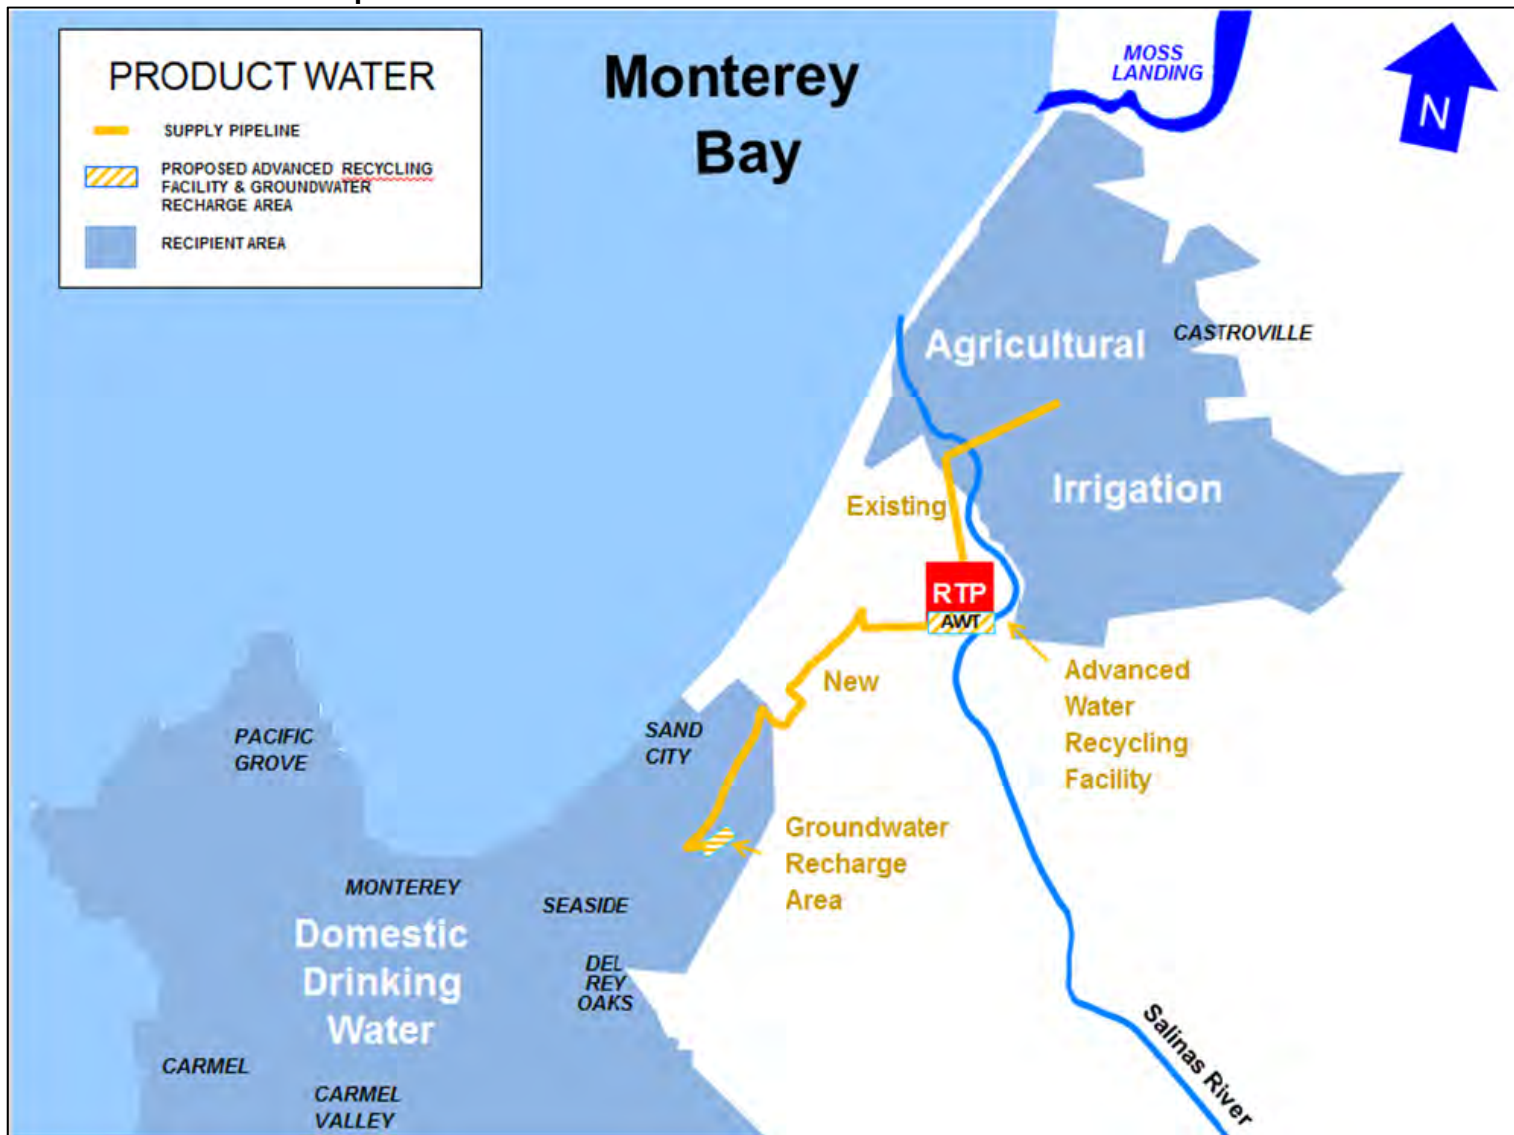 PRODUCT WATER
SUPPLY PIPELINE
PROPOSED ADVANCED RECYCLING
FACILITY & GROUNDWATER
RECHARGE AREA
RECIPIENT AREA
Monterey
Bay
MOSS
LANDING
N
Agricultural
CASTROVILLE
Irrigation
Existing
RTP
AWT
New
Advanced
Water
Recycling
Facility
PACIFIC
GROVE
SAND
CITY
Groundwater
Recharge
Area
MONTEREY
SEASIDE
Domestic
Drinking
Water
DEL
REY
OAKS
CARMEL
CARMEL
VALLEY
Salinas River